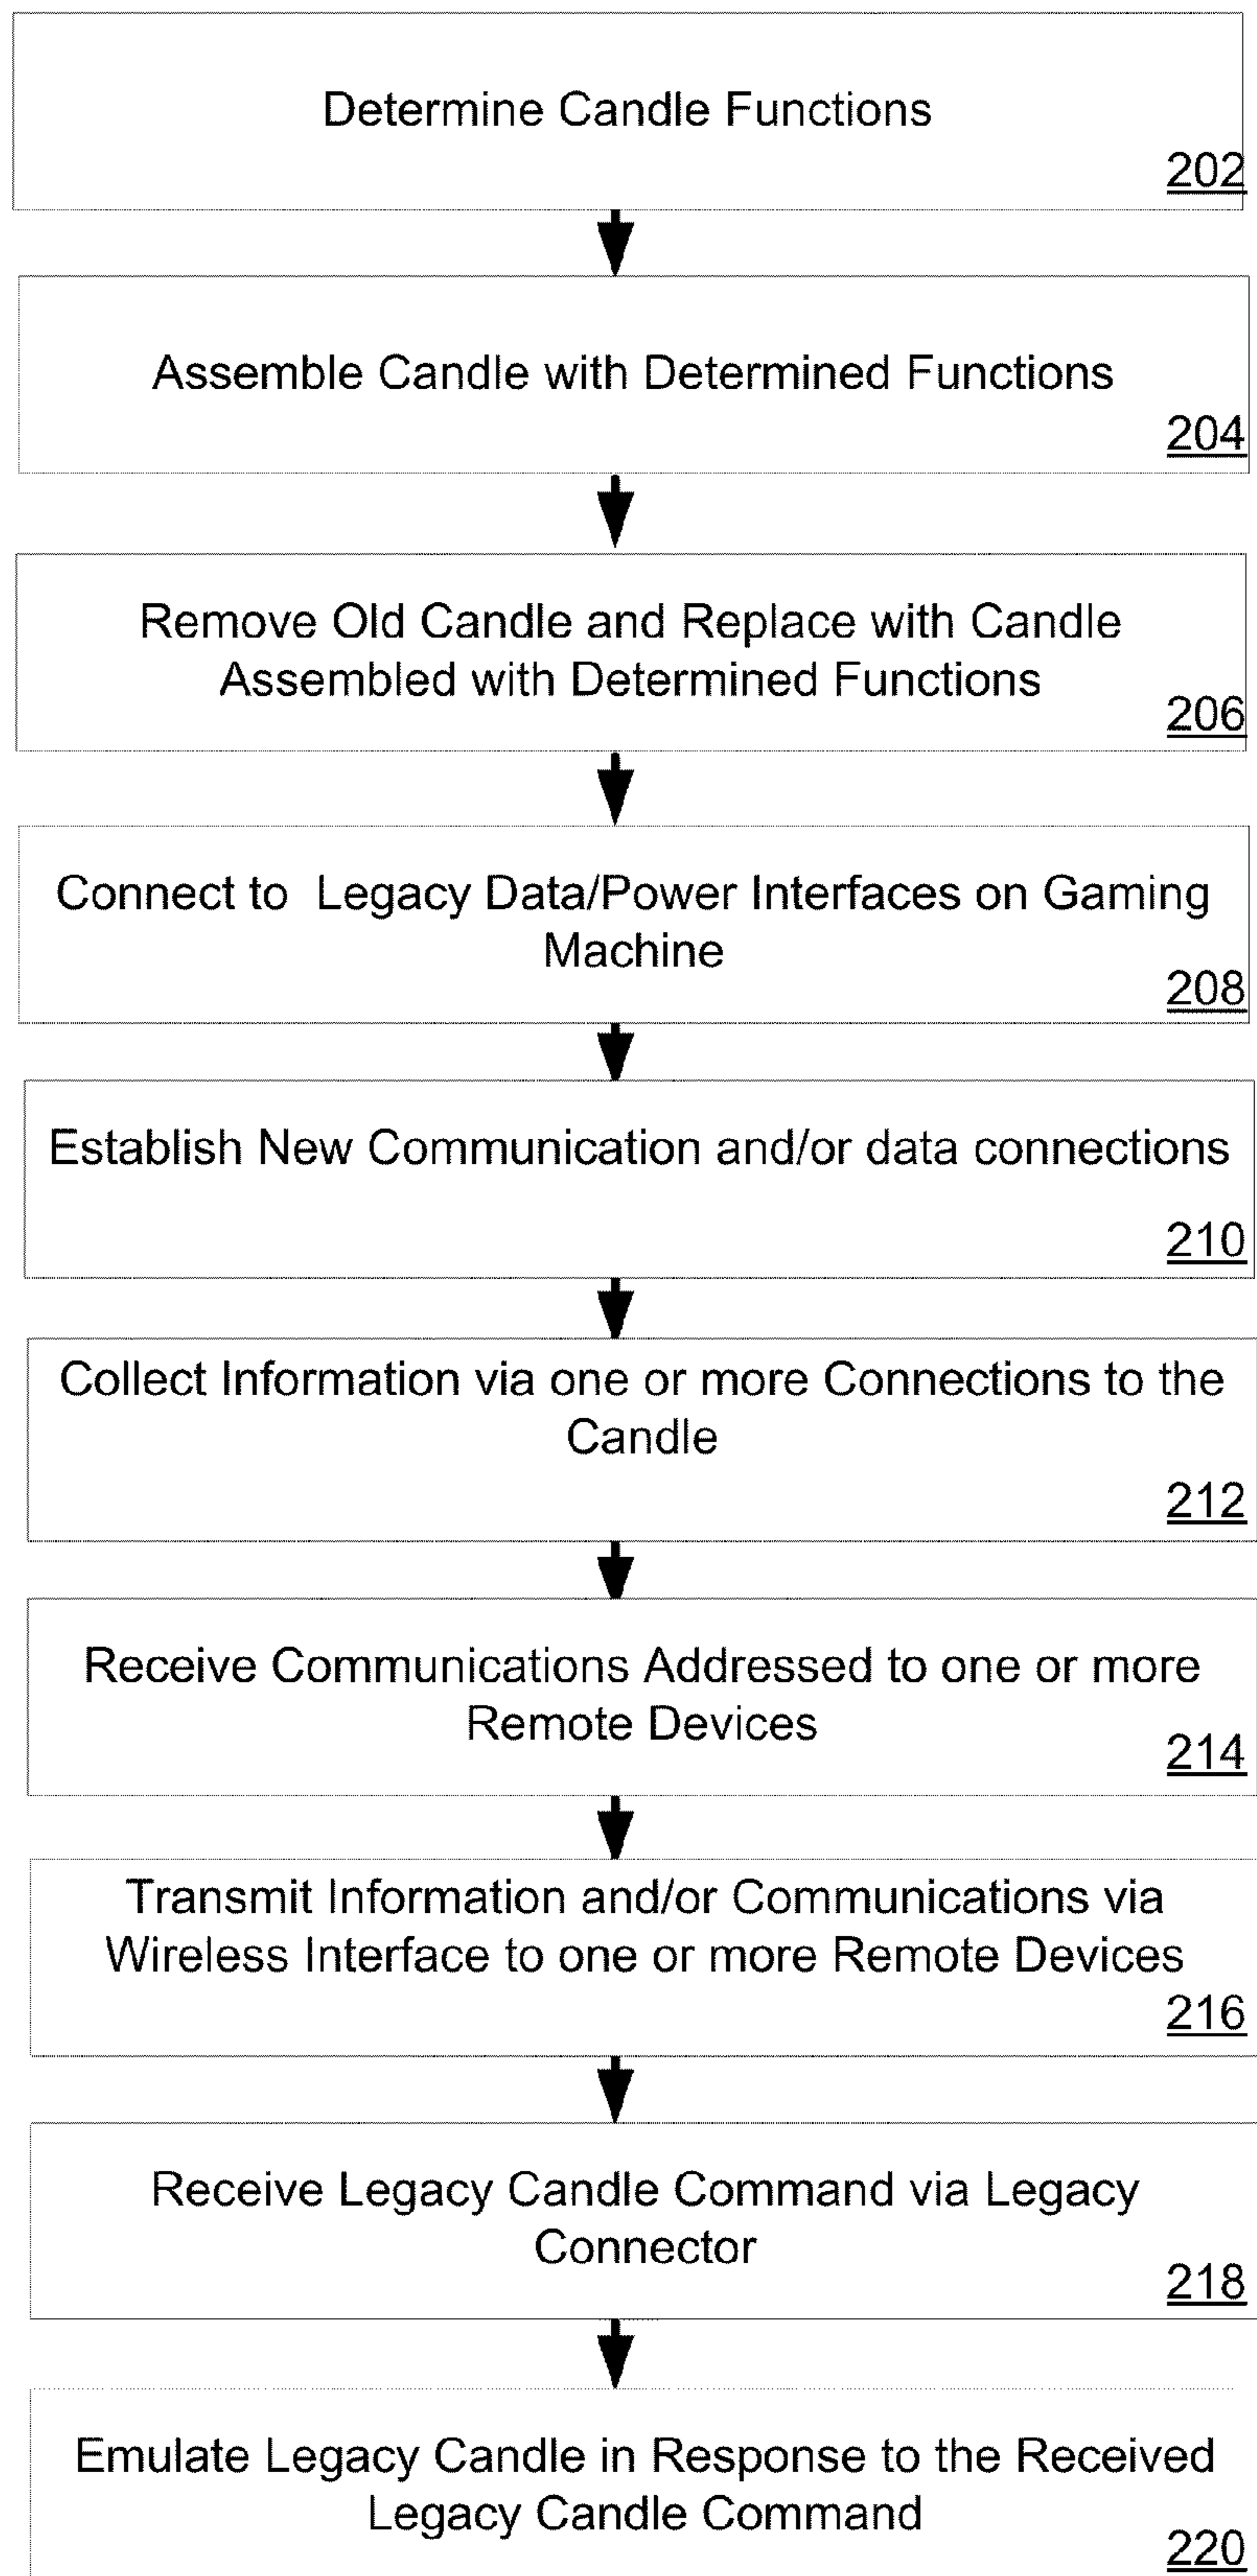 Determine Candle Functions
202
Assemble Candle with Determined Functions
204
Remove Old Candle and Replace with Candle
Assembled with Determined Functions
206
Connect to  Legacy Data/Power Interfaces on Gaming
Machine
208
Establish New Communication and/or data connections
210
Collect Information via one or more Connections to the
Candle
212
Receive Communications Addressed to one or more
Remote Devices
214
Transmit Information and/or Communications via
Wireless Interface to one or more Remote Devices
216
Receive Legacy Candle Command via Legacy
Connector
218
Emulate Legacy Candle in Response to the Received
Legacy Candle Command
220